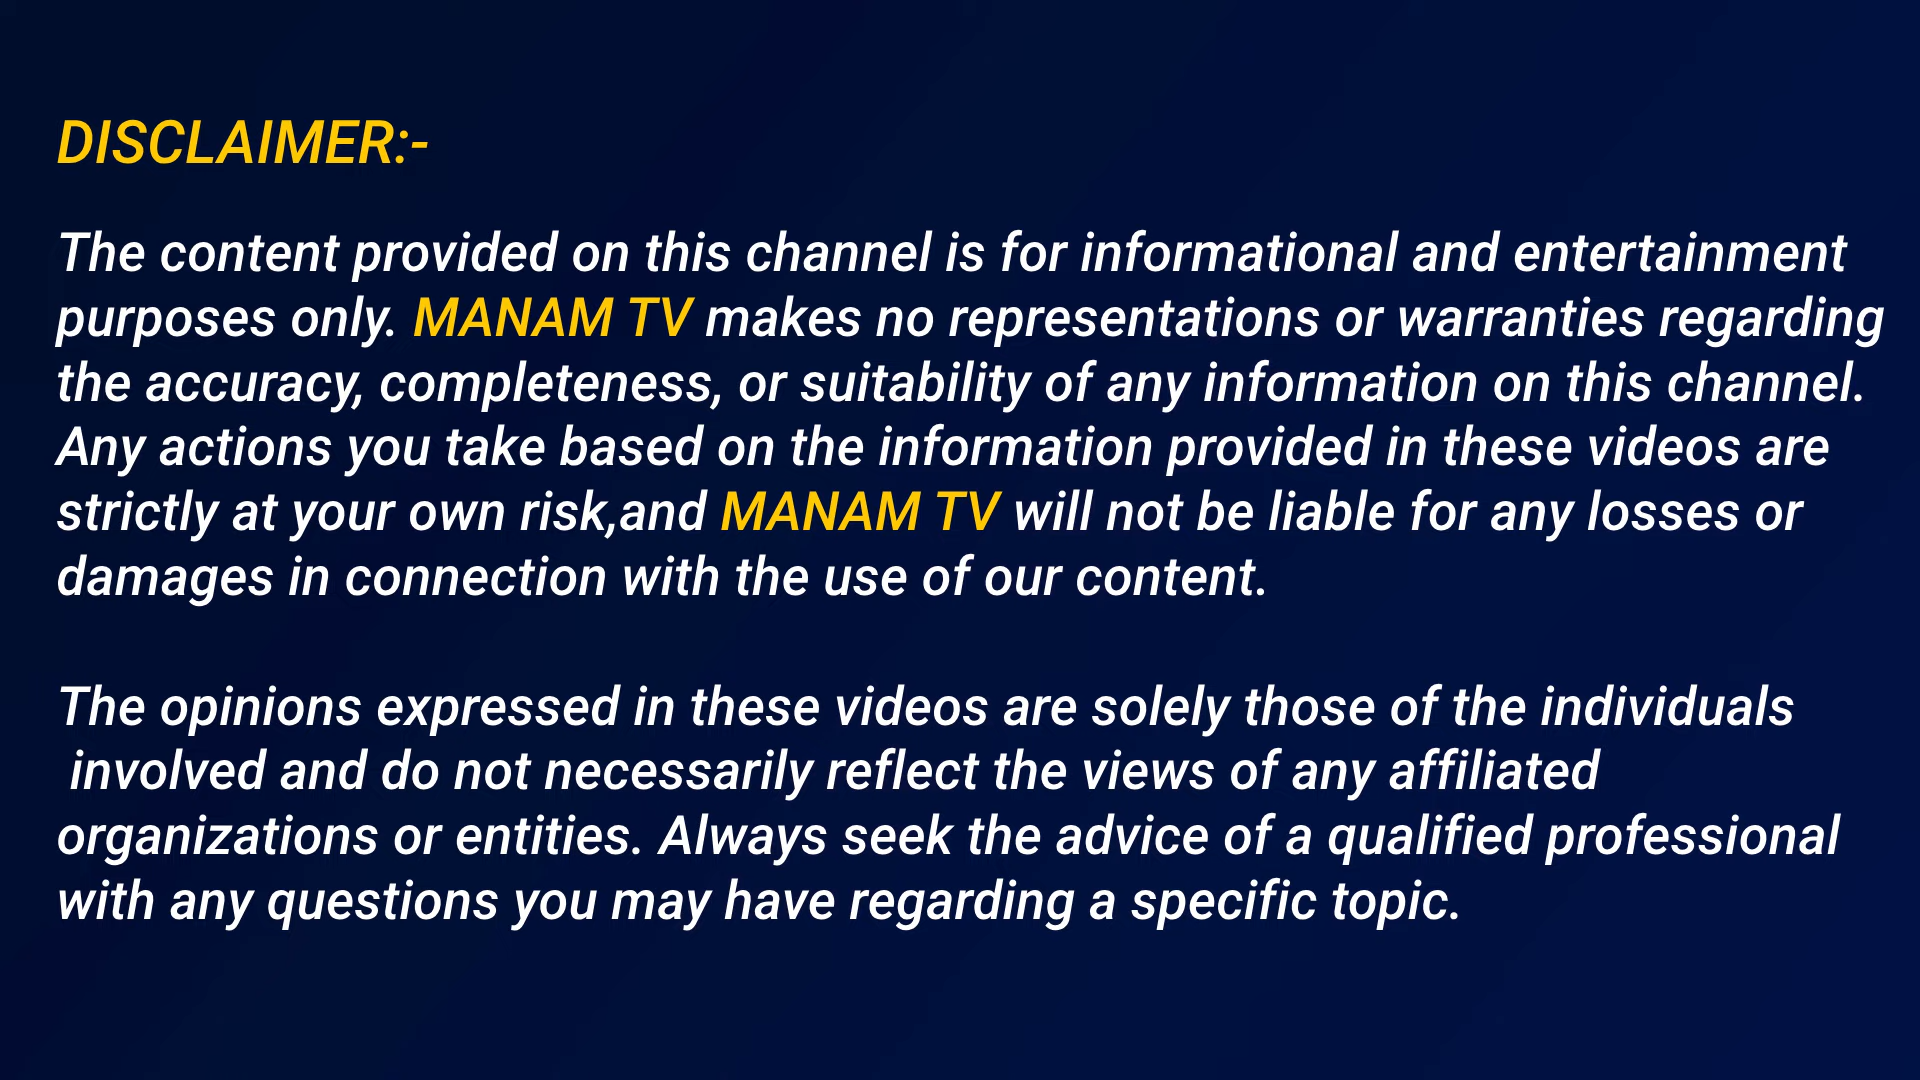 DISCLAIMER:-
The content provided on this channel is for informational and entertainment
purposes only. MANAM TV makes no representations or warranties regarding
the accuracy, completeness, or suitability of any information on this channel.
Any actions you take based on the information provided in these videos are
strictly at your own risk,and MANAM TV will not be liable for any losses or
damages in connection with the use of our content.
The opinions expressed in these videos are solely those of the individuals
involved and do not necessarily reflect the views of any affiliated
organizations or entities. Always seek the advice of a qualified professional
with any questions you may have regarding a specific topic.